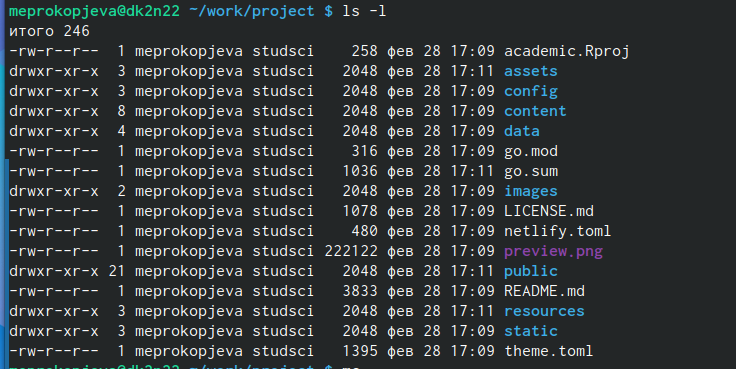 meprokopjeva@dk2n22 ~/work/project $ ls -l
итого 246
-rw-r--r--  1 meprokopjeva studsci    258 фев 28 17:09 academic.Rproj
drwxr-xr-x  3 meprokopjeva studsci   2048 фев 28 17:11 assets
drwxr-xr-x  3 meprokopjeva studsci   2048 фев 28 17:09 config
drwxr-xr-x  8 meprokopjeva studsci   2048 фев 28 17:09 content
drwxr-xr-x  4 meprokopjeva studsci   2048 фев 28 17:09 data
-rw-r--r--  1 meprokopjeva studsci    316 фев 28 17:09 go.mod
-rw-r--r--  1 meprokopjeva studsci   1036 фев 28 17:11 go.sum
drwxr-xr-x  2 meprokopjeva studsci   2048 фев 28 17:09 images
-rw-r--r--  1 meprokopjeva studsci   1078 фев 28 17:09 LICENSE.md
-rw-r--r--  1 meprokopjeva studsci    480 фев 28 17:09 netlify.toml
-rw-r--r--  1 meprokopjeva studsci 222122 фев 28 17:09 preview.png
drwxr-xr-x 21 meprokopjeva studsci   2048 фев 28 17:11 public
-rw-r--r--  1 meprokopjeva studsci   3833 фев 28 17:09 README.md
drwxr-xr-x  3 meprokopjeva studsci   2048 фев 28 17:11 resources
drwxr-xr-x  3 meprokopjeva studsci   2048 фев 28 17:09 static
-rw-r--r--  1 meprokopjeva studsci   1395 фев 28 17:09 theme.toml
meprokopjeva@dk2n22 ~/work/project $